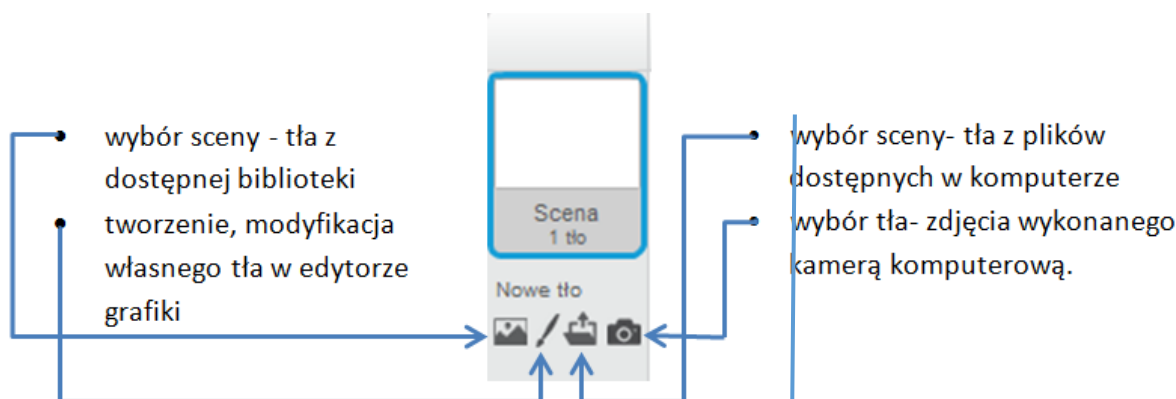 wybór sceny - tła z
dostępnej biblioteki
tworzenie, modyfikacja
własnego tła w edytorze
grafiki
Scena
1 tło
Nowe tło
wybór sceny- tła z plików
dostępnych w komputerze
wybór tła- zdjęcia wykonanego
kamerą komputerową.